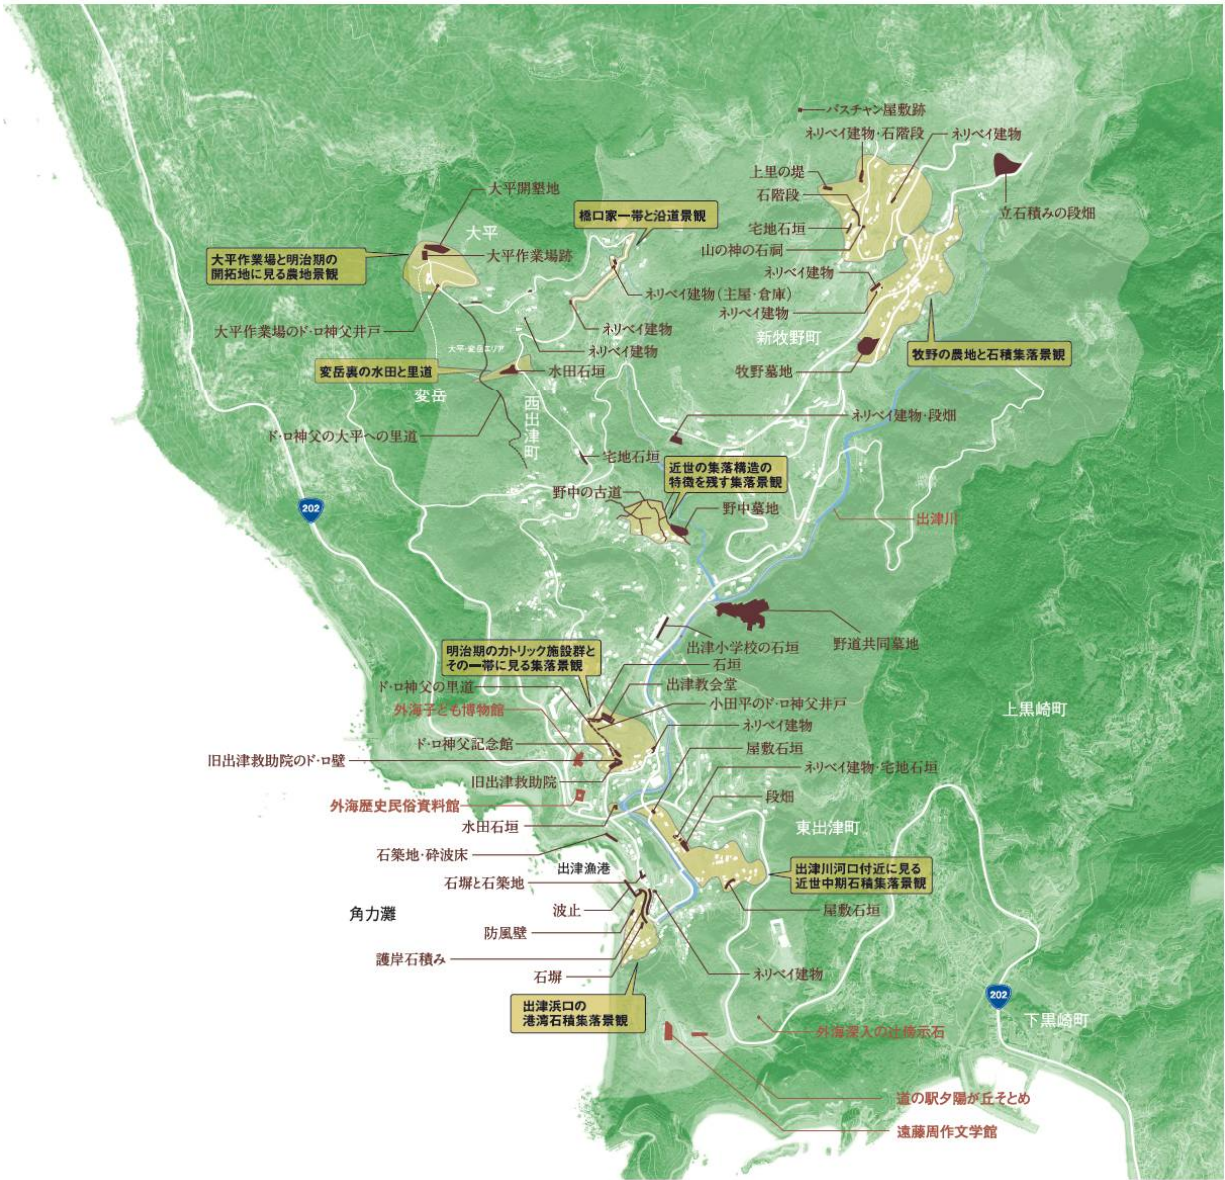 バスチャン屋敷跡
ネリベイ建物・石階段
ネリベイ建物
上里の堤
石階段
立石積みの段畑
宅地石垣
山の神の石祠
ネリベイ建物
ネリベイ建物
新牧野町
牧野の農地と石積集落景観
牧野墓地
大平開墾地
橋口家一帯と沿道景観
大平
大平作業場跡
大平作業場と明治期の
開拓地に見る農地景観
ネリベイ建物(主屋・倉庫)
大平作業場のド・ロ神父井戸
ネリベイ建物
大平・変岳エリア
ネリベイ建物
変岳裏の水田と里道
水田石垣
変岳
西出津町
ド・ロ神父の大平への里道
ネリベイ建物・段畑
宅地石垣
近世の集落構造の
特徴を残す集落景観
野中の古道
野中墓地
202
出津川
野道共同墓地
出津小学校の石垣
明治期のカトリック施設群と
その一帯に見る集落景観
石垣
ド・ロ神父の里道
出津教会堂
外海子ども博物館
小田平のド・ロ神父井戸
上黒崎町
ネリベイ建物
ド・ロ神父記念館
屋敷石垣
旧出津救助院のド・ロ壁
ネリベイ建物・宅地石垣
旧出津救助院
段畑
外海歴史民俗資料館
水田石垣
東出津町
石築地・砕波床
出津漁港
出津川河口付近に見る
近世中期石積集落景観
石塀と石築地
波止
屋敷石垣
角力灘
防風壁
護岸石積み
石塀
ネリベイ建物
出津浜口の
港湾石積集落景観
202
下黒崎町
道の駅夕陽が丘そとめ
遠藤周作文学館